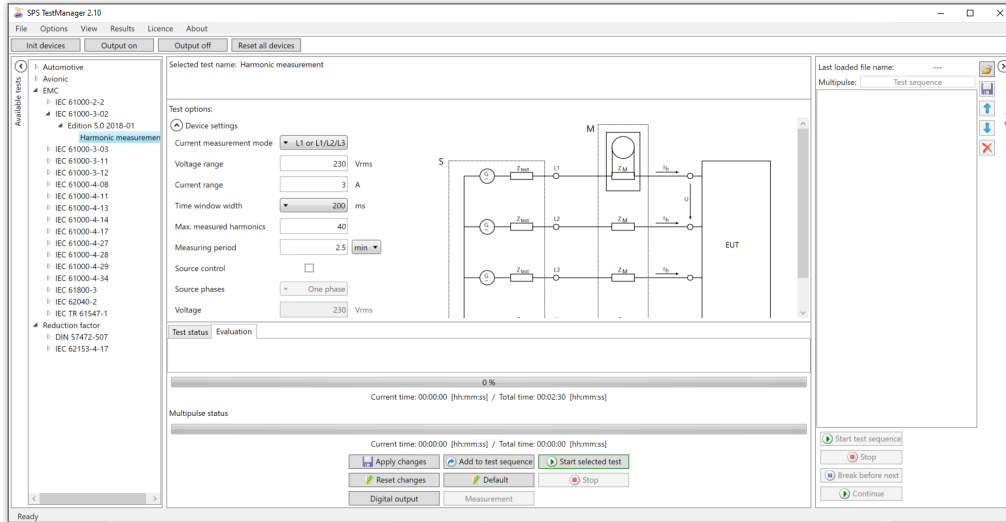 SPS TestManager 2.10
File Options View Results Licence About
Init devices Output on Output off Reset all devices
Available tests
Automotive
Avionic
EMC
IEC 61000-2-2
IEC 61000-3-02
Edition 5.0 2018-01
Harmonic measuremen
IEC 61000-3-03
IEC 61000-3-11
IEC 61000-3-12
IEC 61000-4-08
IEC 61000-4-11
IEC 61000-4-13
IEC 61000-4-14
IEC 61000-4-17
IEC 61000-4-27
IEC 61000-4-28
IEC 61000-4-29
IEC 61000-4-34
IEC 61800-3
IEC 62040-2
IEC TR 61547-1
Reduction factor
DIN 57472-507
IEC 62153-4-17
Selected test name: Harmonic measurement
Test options:
Device settings
Current measurement mode L1 or L1/L2/L3
Voltage range 230 Vrms
Current range 3 A
Time window width 200 ms
Max. measured harmonics 40
Measuring period 2.5 min
Source control
Source phases One phase
Voltage 230 Vrms
S M
G Ztest L1 ZM Ih
U
G Ztest L2 ZM Ih
EUT
G Ztest L3 ZM Ih
Test status Evaluation
0 %
Current time: 00:00:00 [hh:mm:ss] / Total time: 00:02:30 [hh:mm:ss]
Multipulse status
Current time: 00:00:00 [hh:mm:ss] / Total time: 00:00:00 [hh:mm:ss]
Apply changes Add to test sequence Start selected test
Reset changes Default Stop
Digital output Measurement
Last loaded file name: ---
Multipulse: Test sequence
Start test sequence
Stop
Break before next
Continue
Ready